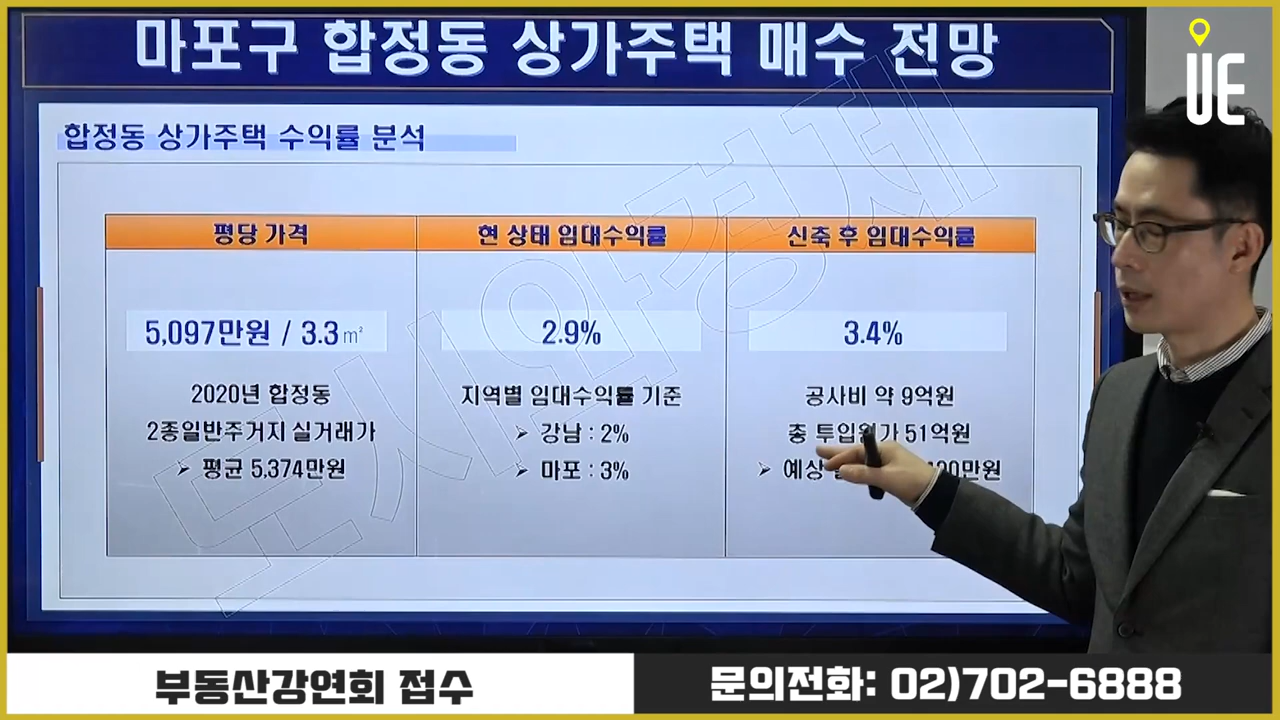 마포구 합정동 상가주택 매수 전망
UE
합정동 상가주택 수익률 분석
평당 가격
현 상태 임대수익률
신축 후 임대수익률
5,097만원 / 3.3㎡
2.9%
3.4%
2020년 합정동
2종일반주거지 실거래가
➢ 평균 5,374만원
지역별 임대수익률 기준
➢ 강남 : 2%
➢ 마포 : 3%
공사비 약 9억원
총 투입원가 51억원
➢ 예상
만원
도시와경제
부동산강연회 접수
문의전화: 02)702-6888